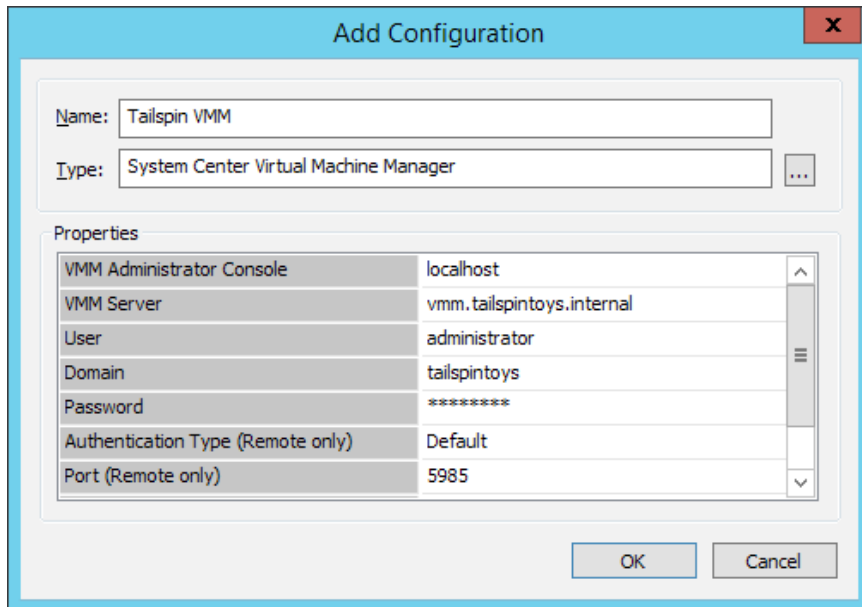 Add Configuration
x
Name: Tailspin VMM
Type: System Center Virtual Machine Manager ...
Properties
VMM Administrator Console localhost
VMM Server vmm.tailspintoys.internal
User administrator
Domain tailspintoys
Password ********
Authentication Type (Remote only) Default
Port (Remote only) 5985
OK Cancel